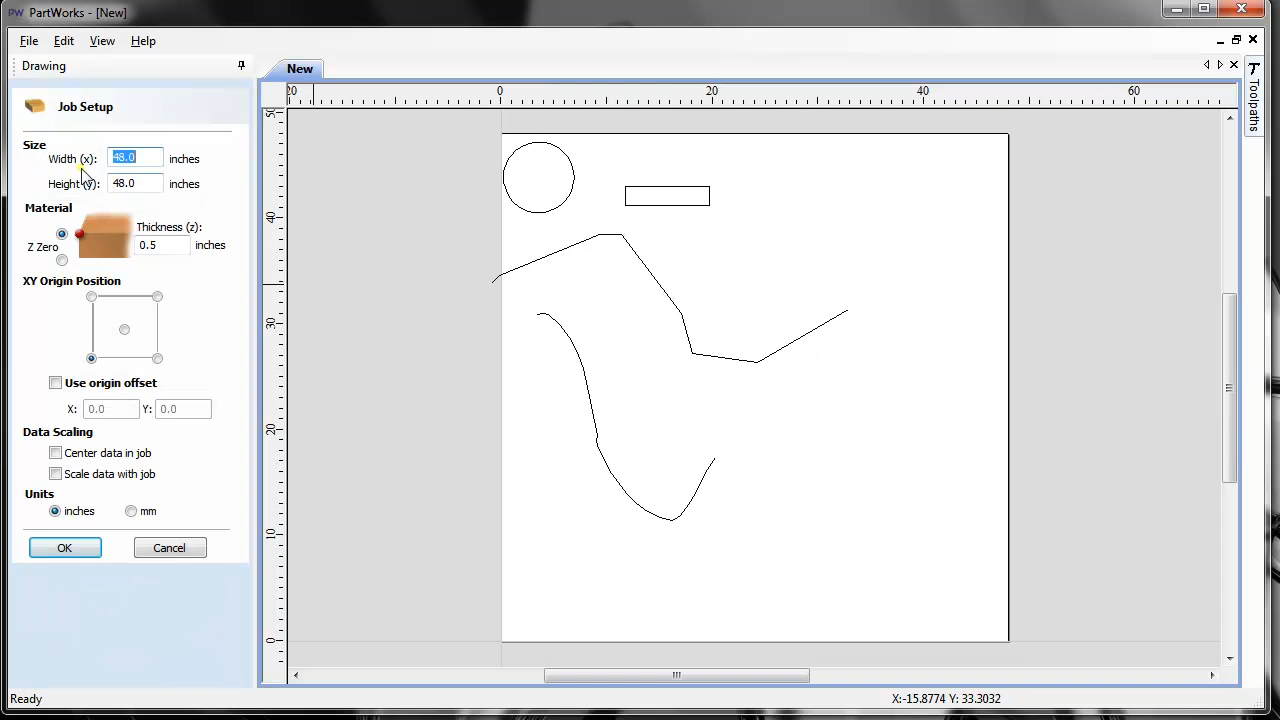 PW PartWorks - [New]
File Edit View Help
Drawing
New
Job Setup
20 0 20 40 60
50
40
30
20
10
0
Size
Width (x): 48.0 inches
Height (y): 48.0 inches
Material
Thickness (z):
Z Zero 0.5 inches
XY Origin Position
Use origin offset
X: 0.0 Y: 0.0
Data Scaling
Center data in job
Scale data with job
Units
inches mm
OK Cancel
Toolpaths
Ready X:-15.8774 Y: 33.3032